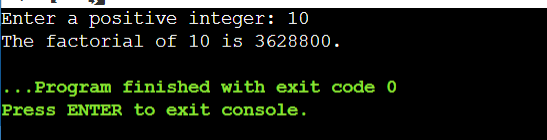 Enter a positive integer: 10
The factorial of 10 is 3628800.
...Program finished with exit code 0
Press ENTER to exit console.